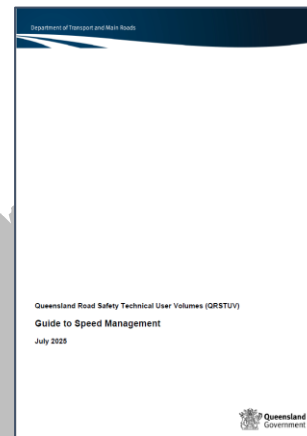 Department of Transport and Main Roads
Queensland Road Safety Technical User Volumes (QRSTUV)
Guide to Speed Management
July 2025
Queensland
Government